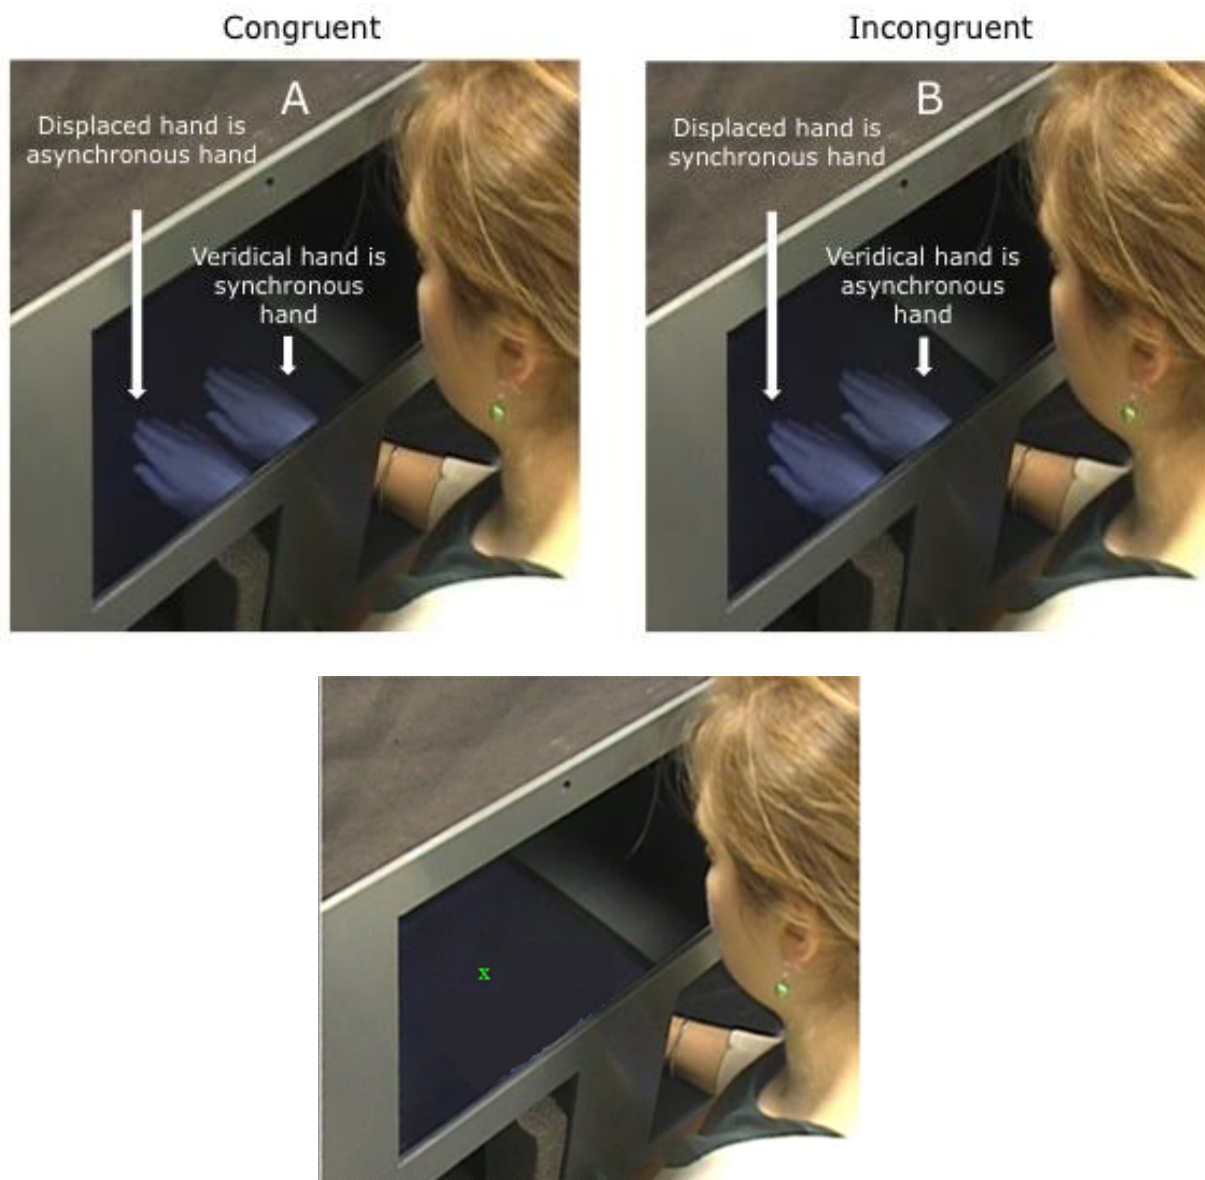 Congruent
Incongruent
A
Displaced hand is
asynchronous hand
Veridical hand is
synchronous
hand
B
Displaced hand is
synchronous hand
Veridical hand is
asynchronous
hand
x